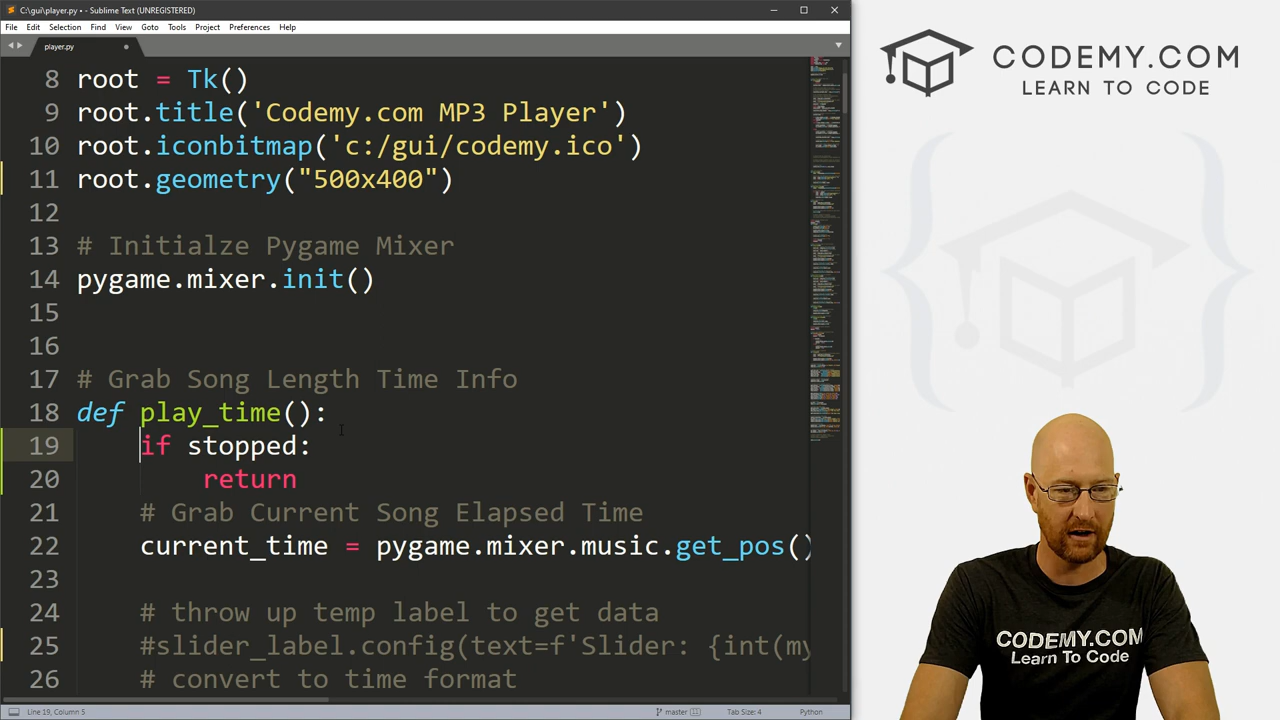 C:\gui\player.py • - Sublime Text (UNREGISTERED)
File Edit Selection Find View Goto Tools Project Preferences Help
player.py
8 root = Tk()
9 root.title('Codemy.com MP3 Player')
10 root.iconbitmap('c:/gui/codemy.ico')
11 root.geometry("500x400")
12
13 # Initialze Pygame Mixer
14 pygame.mixer.init()
15
16
17 # Grab Song Length Time Info
18 def play_time():
19 if stopped:
20 return
21 # Grab Current Song Elapsed Time
22 current_time = pygame.mixer.music.get_pos()
23
24 # throw up temp label to get data
25 #slider_label.config(text=f'Slider: {int(my
26 # convert to time format
Line 19, Column 5
master 11
Tab Size: 4
Python
CODEMY.COM
LEARN TO CODE
CODEMY.COM
Learn To Code